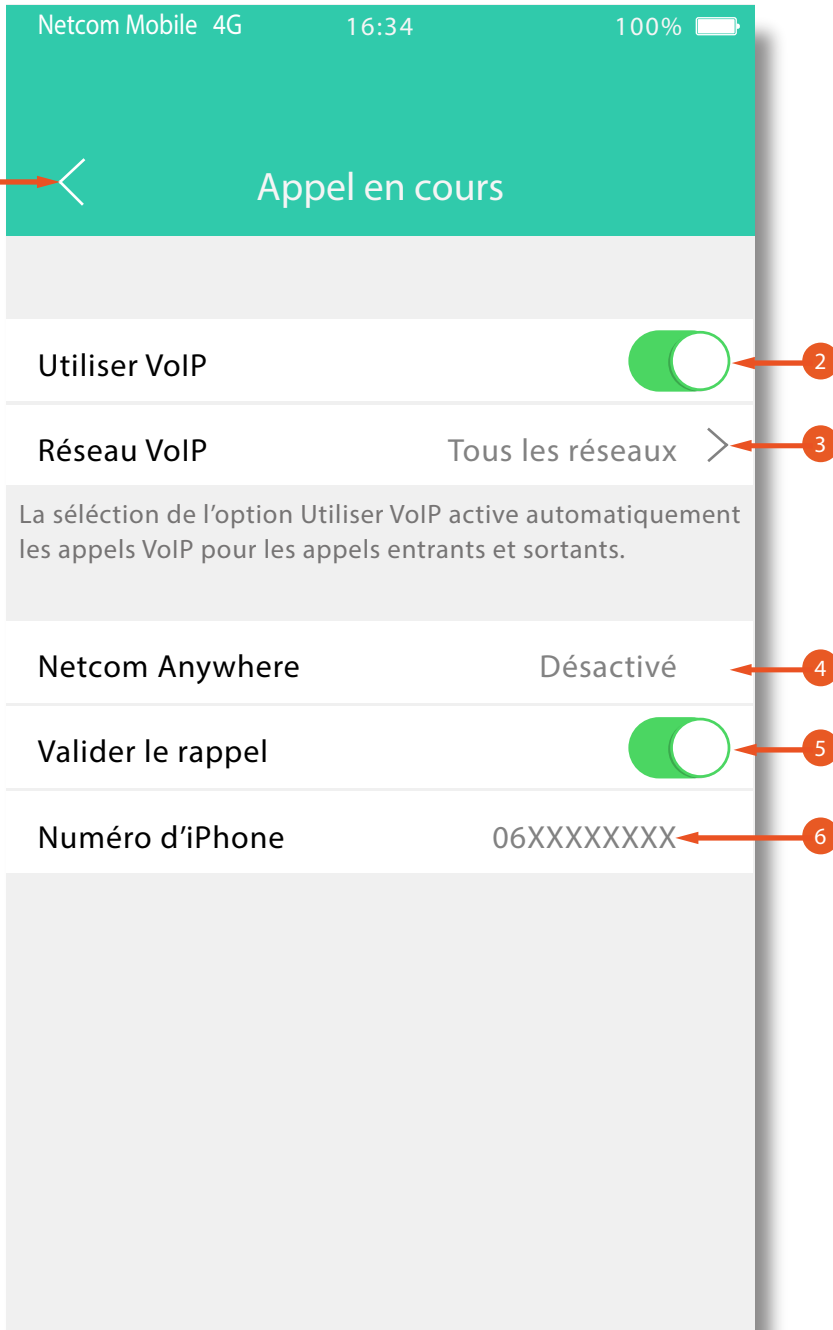 Netcom Mobile 4G 16:34 100%
Appel en cours
Utiliser VoIP 2
Réseau VoIP Tous les réseaux 3
La séléction de l’option Utiliser VoIP active automatiquement
les appels VoIP pour les appels entrants et sortants.
Netcom Anywhere Désactivé 4
Valider le rappel 5
Numéro d’iPhone 06XXXXXXXX 6